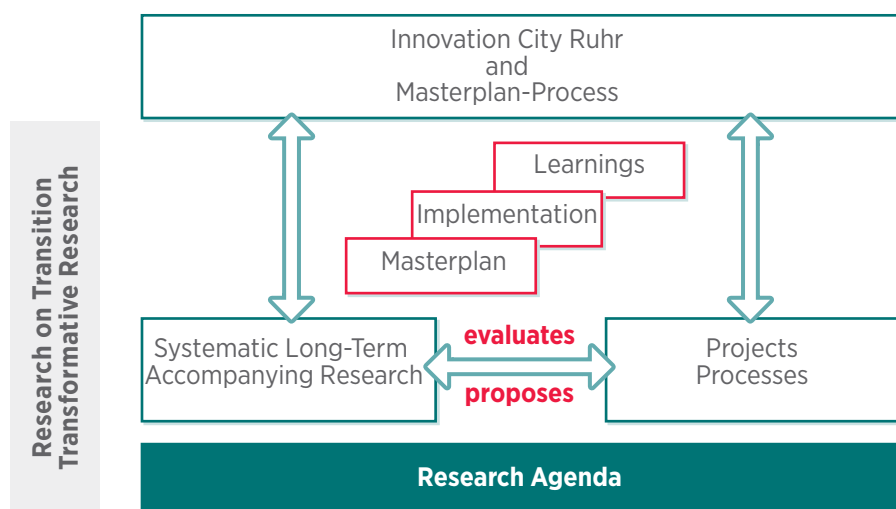 Innovation City Ruhr
and
Masterplan-Process
Research on Transition
Transformative Research
Learnings
Implementation
Masterplan
Systematic Long-Term
Accompanying Research
evaluates
proposes
Projects
Processes
Research Agenda